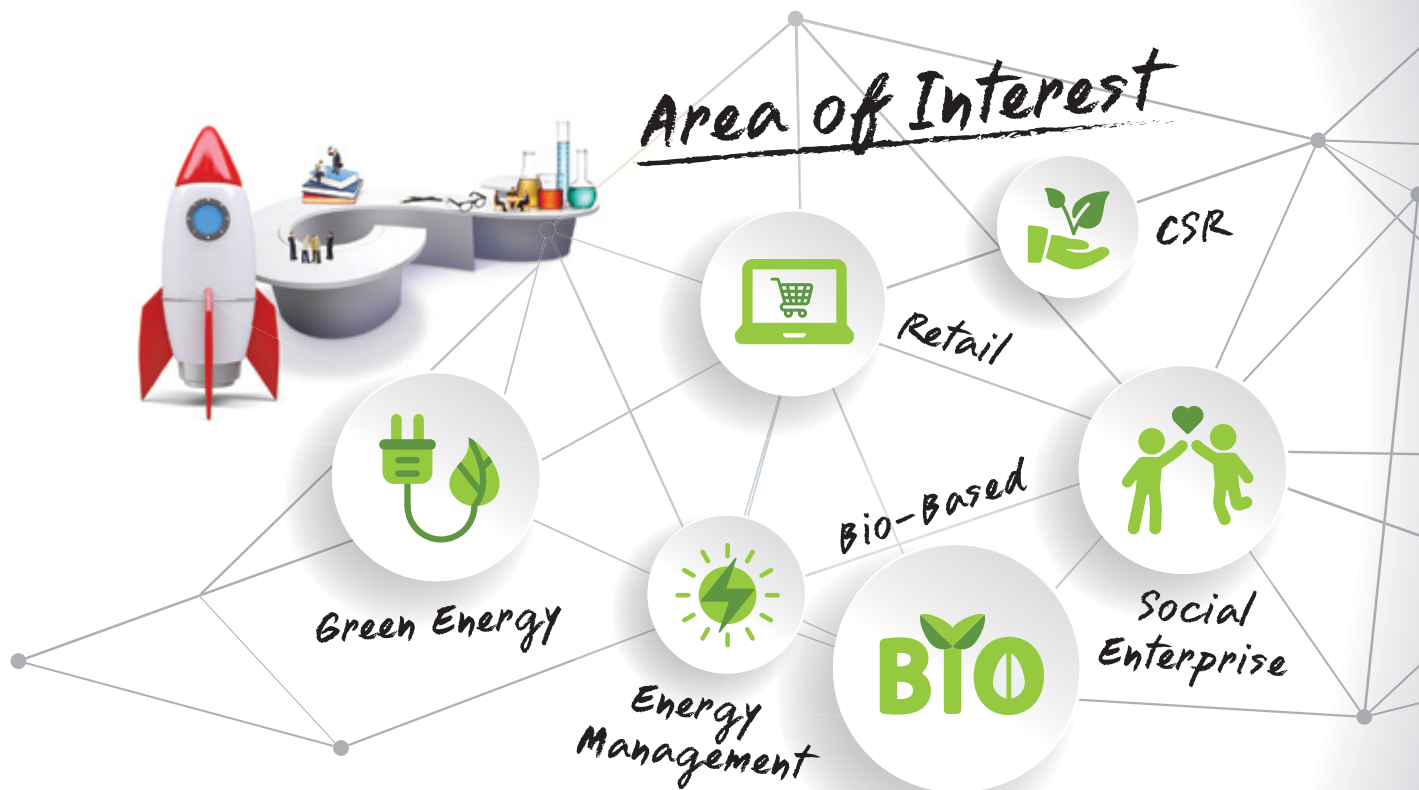 Area of Interest
CSR
Retail
Bio-Based
Green Energy
BIO
Social
Enterprise
Energy
Management